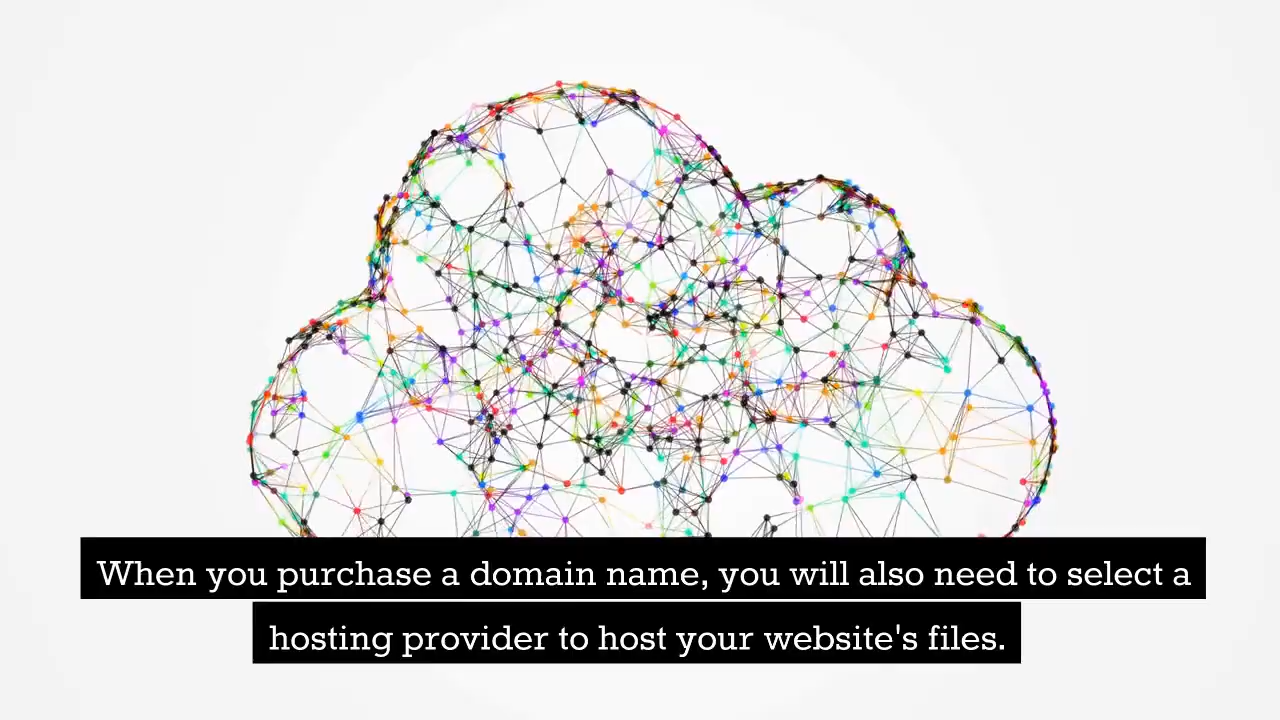 When you purchase a domain name, you will also need to select a
hosting provider to host your website's files.